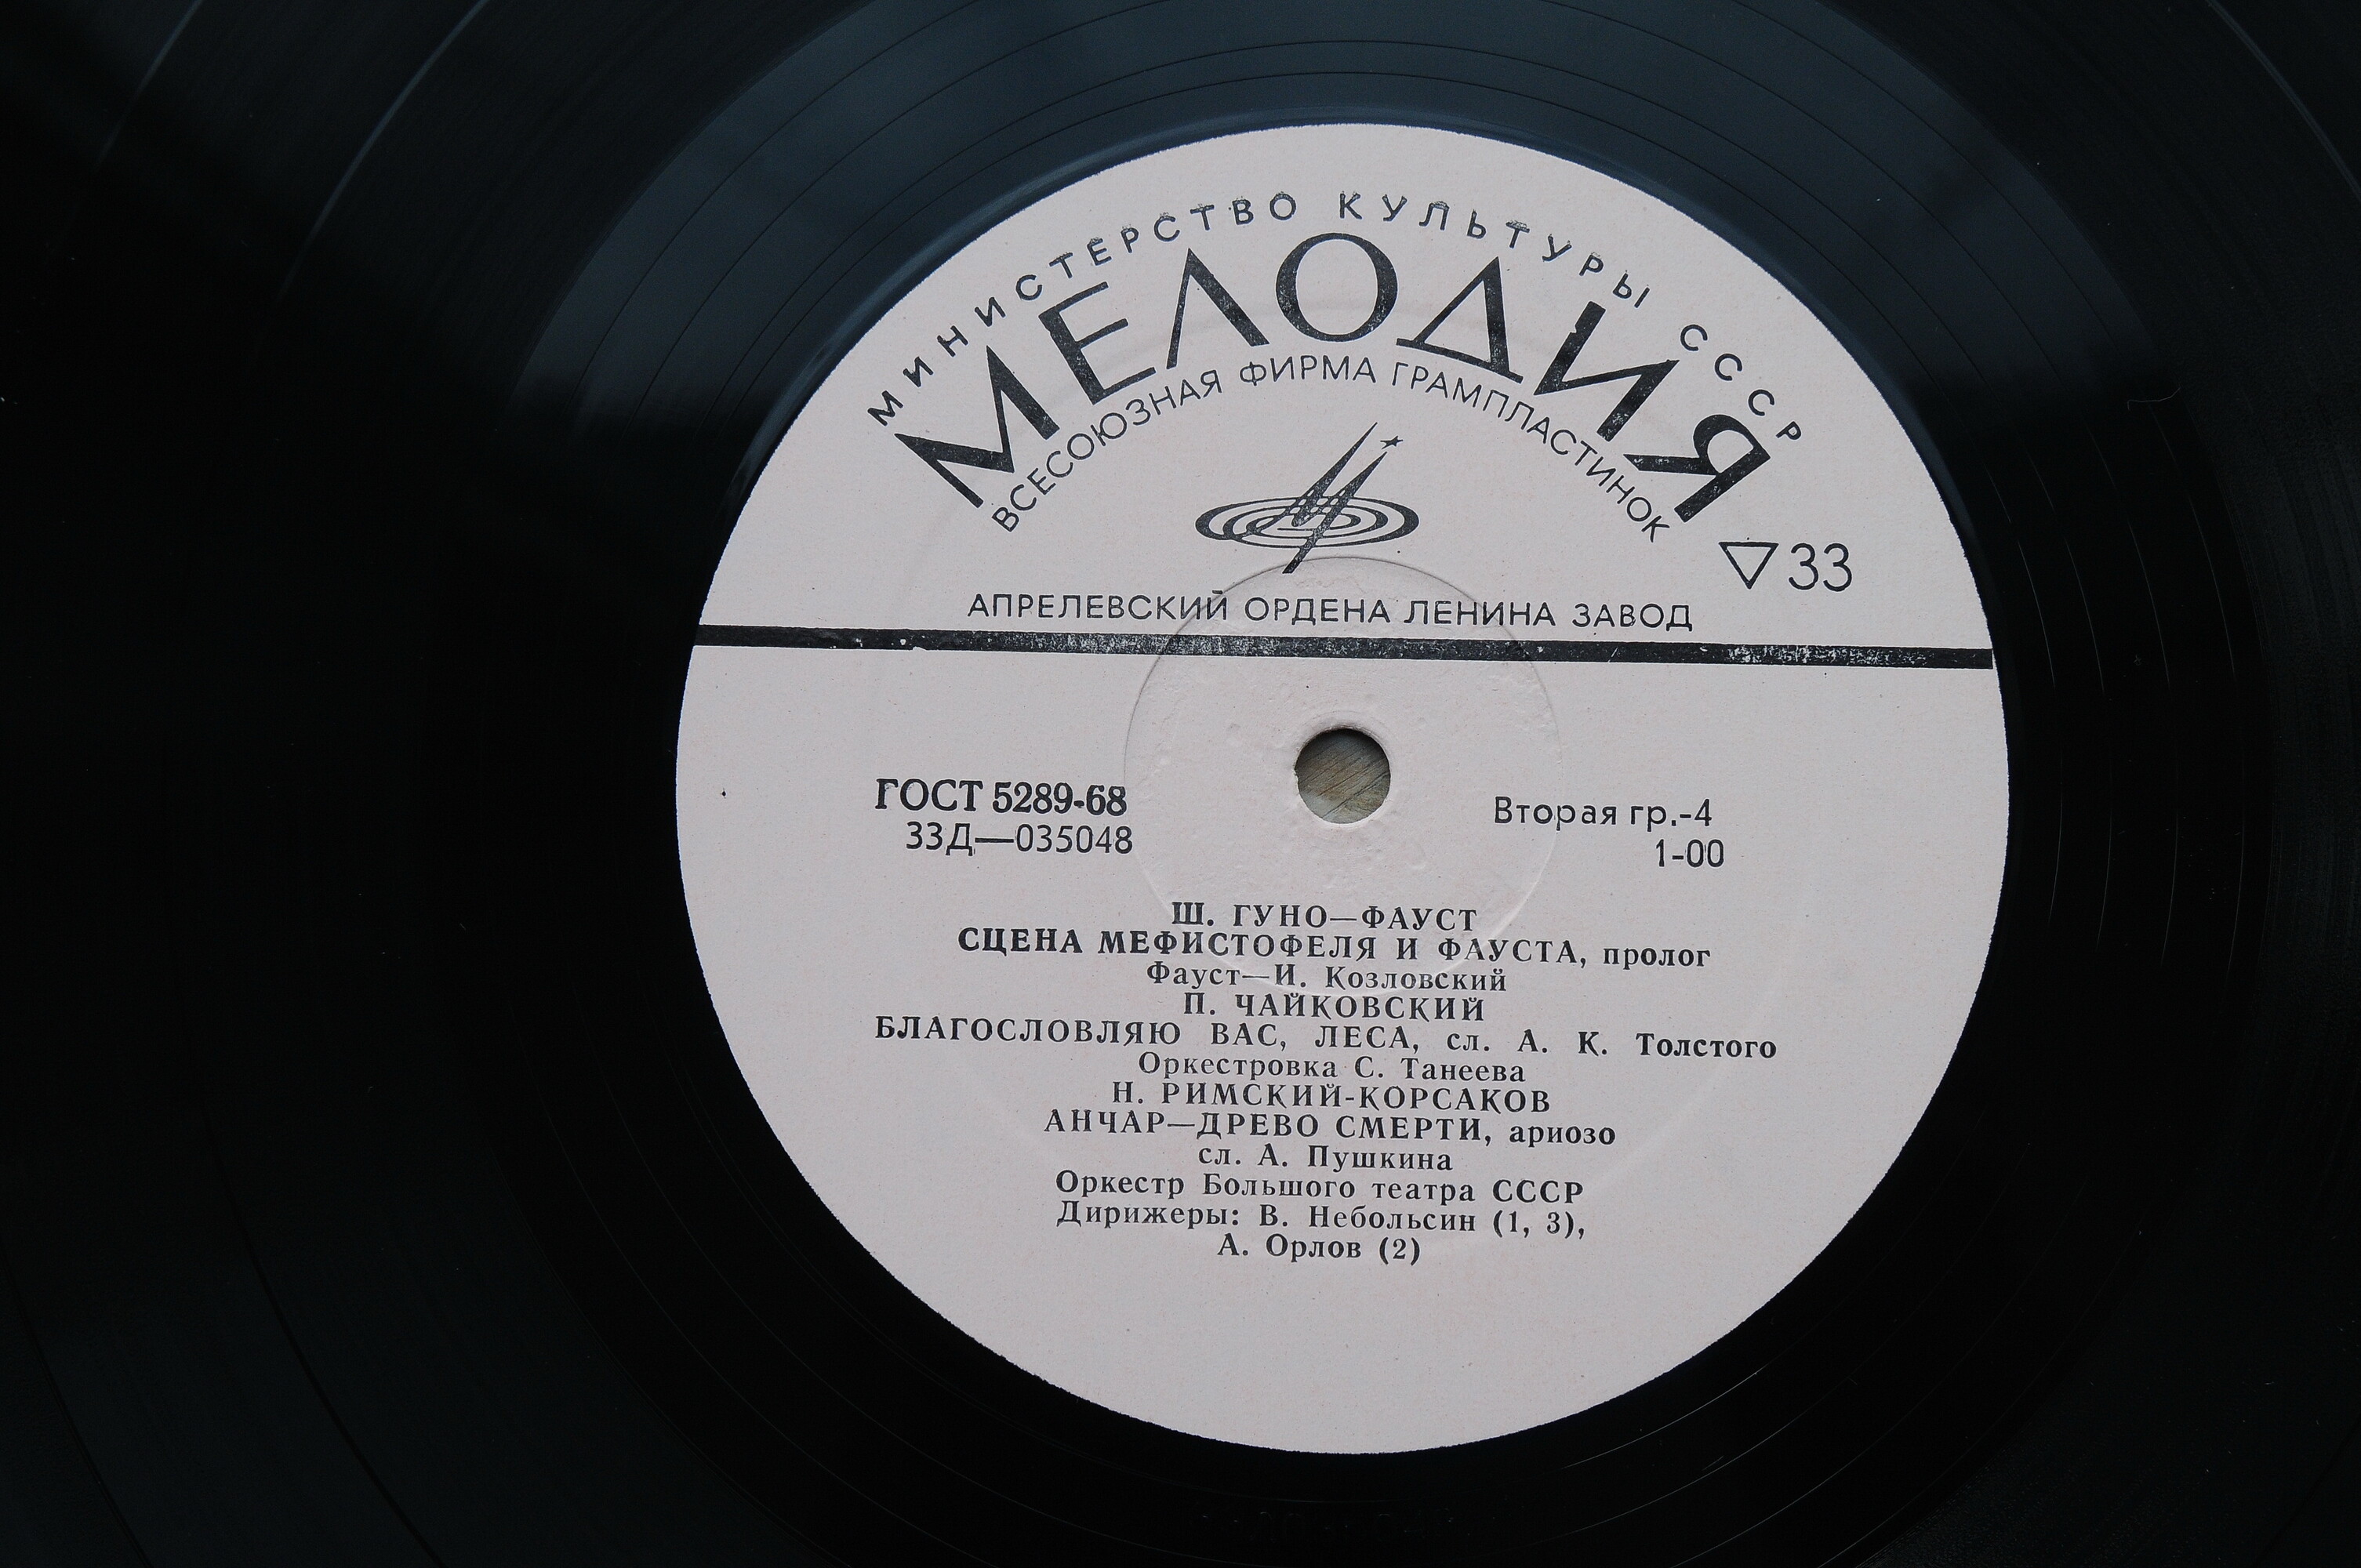 МИНИСТЕРСТВО КУЛЬТУРЫ СССР
МЕЛОДИЯ
ВСЕСОЮЗНАЯ ФИРМА ГРАМПЛАСТИНОК
▽33
АПРЕЛЕВСКИЙ ОРДЕНА ЛЕНИНА ЗАВОД
ГОСТ 5289-68
33Д—035048
Вторая гр.-4
1-00
Ш. ГУНО—ФАУСТ
СЦЕНА МЕФИСТОФЕЛЯ И ФАУСТА, пролог
Фауст—И. Козловский
П. ЧАЙКОВСКИЙ
БЛАГОСЛОВЛЯЮ ВАС, ЛЕСА, сл. А. К. Толстого
Оркестровка С. Танеева
Н. РИМСКИЙ-КОРСАКОВ
АНЧАР—ДРЕВО СМЕРТИ, ариозо
сл. А. Пушкина
Оркестр Большого театра СССР
Дирижеры: В. Небольсин (1, 3),
А. Орлов (2)